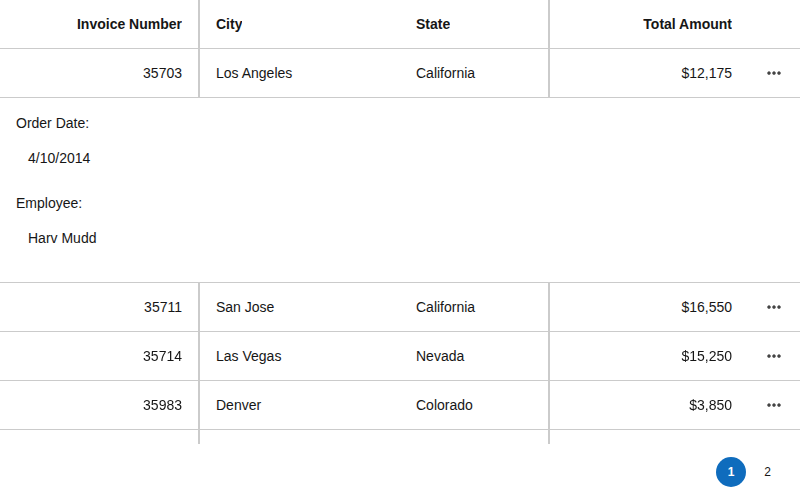 Invoice Number City State Total Amount
35703 Los Angeles California $12,175
Order Date:
4/10/2014
Employee:
Harv Mudd
35711 San Jose California $16,550
35714 Las Vegas Nevada $15,250
35983 Denver Colorado $3,850
1 2